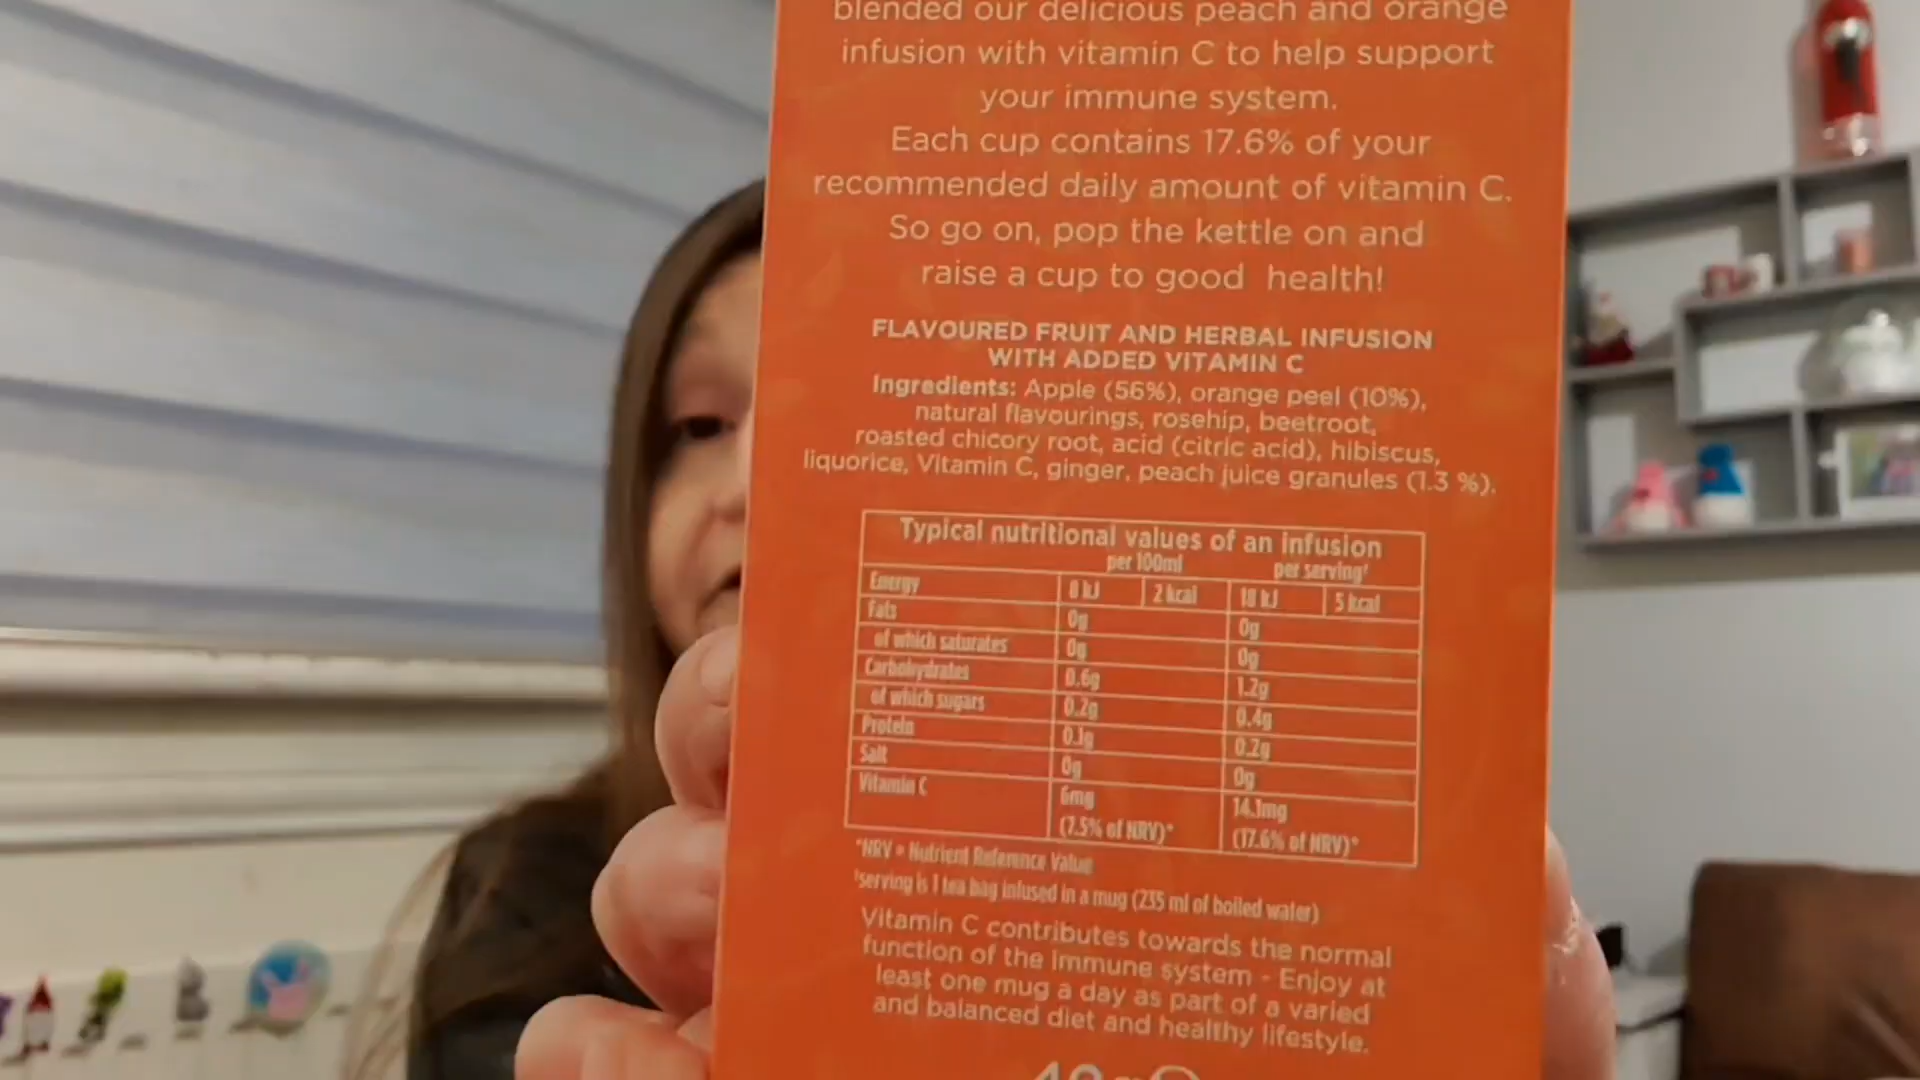 blended our delicious peach and orange
infusion with vitamin C to help support
your immune system.
Each cup contains 17.6% of your
recommended daily amount of vitamin C.
So go on, pop the kettle on and
raise a cup to good health!
FLAVOURED FRUIT AND HERBAL INFUSION
WITH ADDED VITAMIN C
Ingredients: Apple (56%), orange peel (10%),
natural flavourings, rosehip, beetroot,
roasted chicory root, acid (citric acid), hibiscus,
liquorice, Vitamin C, ginger, peach juice granules (1.3 %).
Typical nutritional values of an infusion
per 100ml per serving†
Energy 8 kJ 2 kcal 18 kJ 5 kcal
Fats 0g 0g
of which saturates 0g 0g
Carbohydrates 0.6g 1.2g
of which sugars 0.2g 0.4g
Protein 0.1g 0.2g
Salt 0g 0g
Vitamin C 6mg 14.1mg
(7.5% of NRV)* (17.6% of NRV)*
*NRV = Nutrient Reference Value
†serving is 1 tea bag infused in a mug (235 ml of boiled water)
Vitamin C contributes towards the normal
function of the immune system - Enjoy at
least one mug a day as part of a varied
and balanced diet and healthy lifestyle.